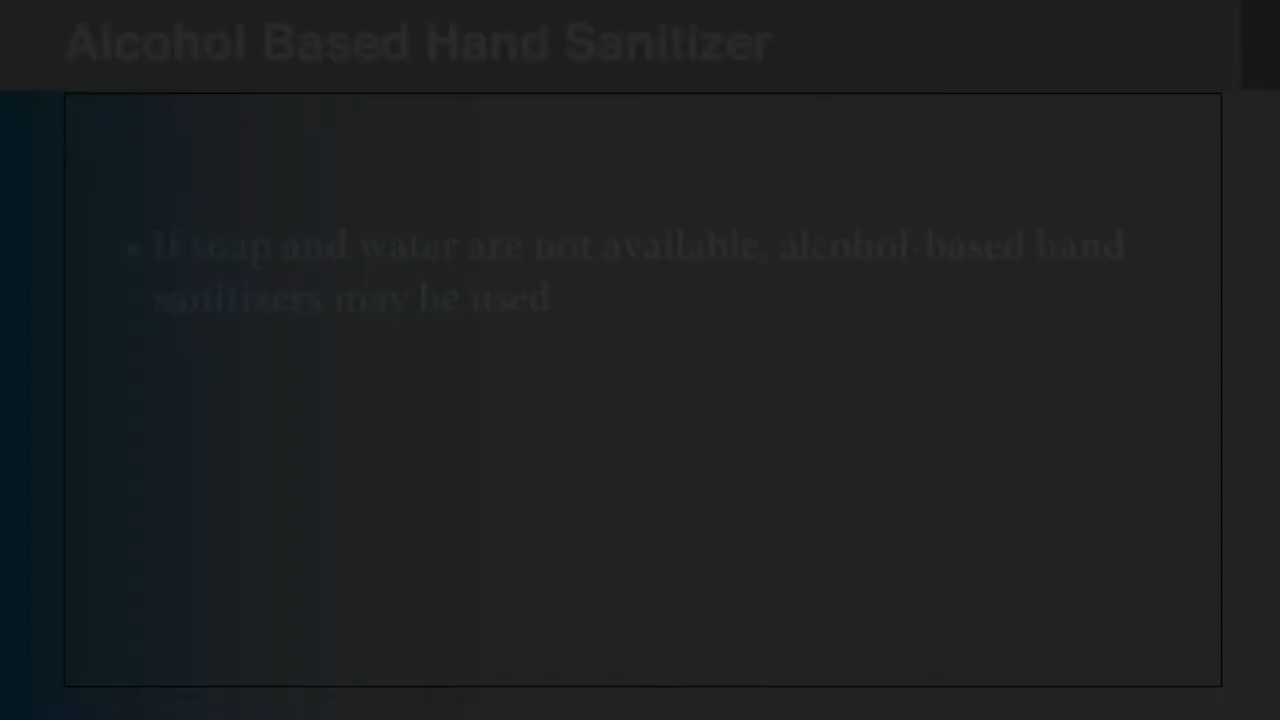 Alcohol Based Hand Sanitizer
• If soap and water are not available, alcohol-based hand
sanitizers may be used